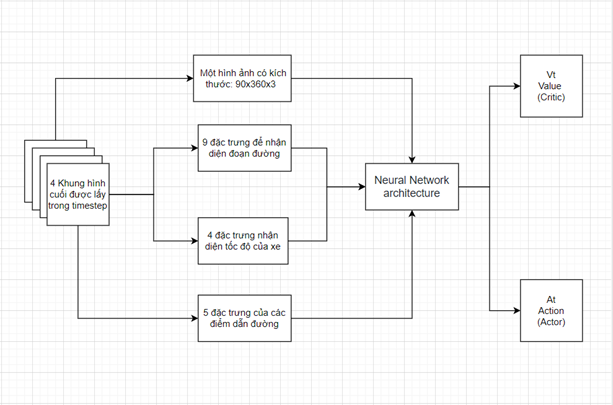 Một hình ảnh có kích
thước: 90x360x3
9 đặc trưng để nhận
diện đoạn đường
4 Khung hình
cuối được lấy
trong timestep
4 đặc trưng nhận
diện tốc độ của xe
5 đặc trưng của các
điểm dẫn đường
Neural Network
architecture
Vt
Value
(Critic)
At
Action
(Actor)